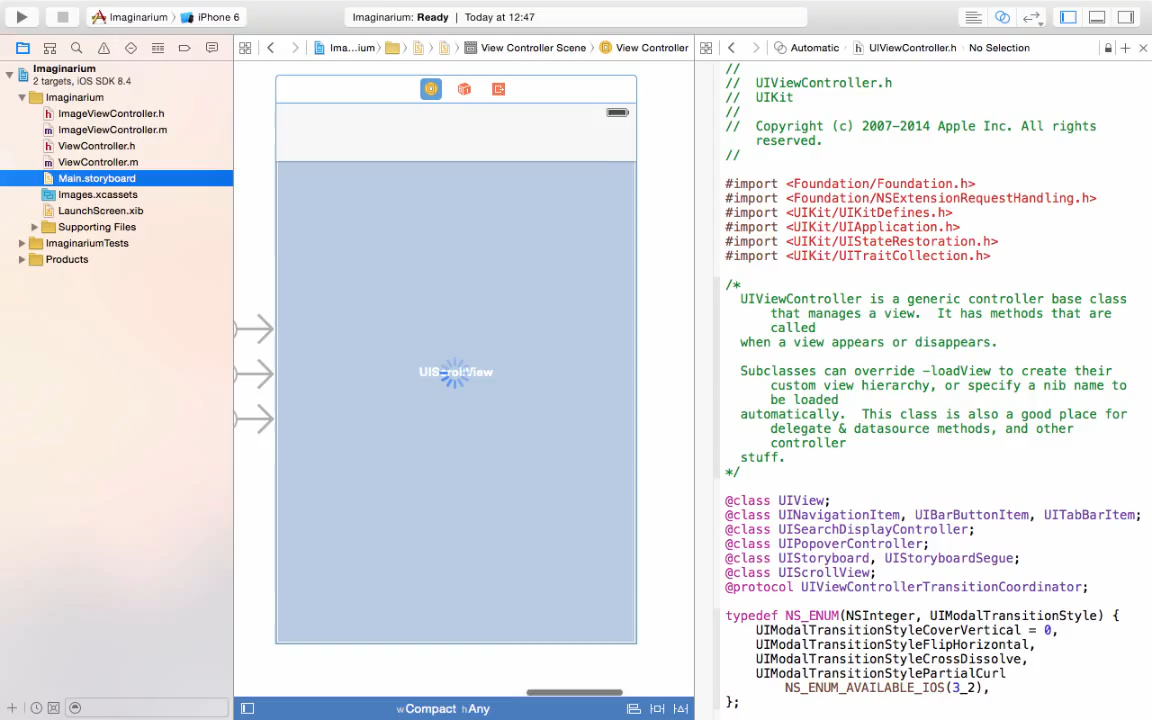 Imaginarium
iPhone 6
Imaginarium: Ready | Today at 12:47
Ima...ium
View Controller Scene
View Controller
Automatic
UIViewController.h
No Selection
Imaginarium
2 targets, iOS SDK 8.4
Imaginarium
ImageViewController.h
ImageViewController.m
ViewController.h
ViewController.m
Main.storyboard
Images.xcassets
LaunchScreen.xib
Supporting Files
ImaginariumTests
Products
UIScrollView
wCompact hAny
//
//  UIViewController.h
//  UIKit
//
//  Copyright (c) 2007-2014 Apple Inc. All rights
reserved.
//
#import <Foundation/Foundation.h>
#import <Foundation/NSExtensionRequestHandling.h>
#import <UIKit/UIKitDefines.h>
#import <UIKit/UIApplication.h>
#import <UIKit/UIStateRestoration.h>
#import <UIKit/UITraitCollection.h>
/*
UIViewController is a generic controller base class
that manages a view.  It has methods that are
called
when a view appears or disappears.
Subclasses can override -loadView to create their
custom view hierarchy, or specify a nib name to
be loaded
automatically.  This class is also a good place for
delegate & datasource methods, and other
controller
stuff.
*/
@class UIView;
@class UINavigationItem, UIBarButtonItem, UITabBarItem;
@class UISearchDisplayController;
@class UIPopoverController;
@class UIStoryboard, UIStoryboardSegue;
@class UIScrollView;
@protocol UIViewControllerTransitionCoordinator;
typedef NS_ENUM(NSInteger, UIModalTransitionStyle) {
UIModalTransitionStyleCoverVertical = 0,
UIModalTransitionStyleFlipHorizontal,
UIModalTransitionStyleCrossDissolve,
UIModalTransitionStylePartialCurl
NS_ENUM_AVAILABLE_IOS(3_2),
};